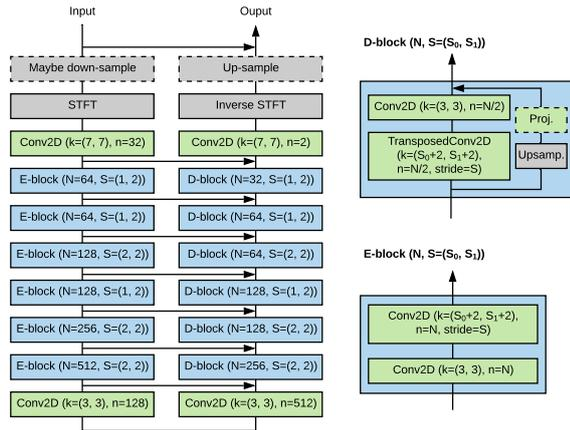 Input
Maybe down-sample
STFT
Conv2D (k=(7, 7), n=32)
E-block (N=64, S=(1, 2))
E-block (N=64, S=(1, 2))
E-block (N=128, S=(2, 2))
E-block (N=128, S=(1, 2))
E-block (N=256, S=(2, 2))
E-block (N=512, S=(2, 2))
Conv2D (k=(3, 3), n=128)
Ouput
Up-sample
Inverse STFT
Conv2D (k=(7, 7), n=2)
D-block (N=32, S=(1, 2))
D-block (N=64, S=(1, 2))
D-block (N=64, S=(2, 2))
D-block (N=128, S=(1, 2))
D-block (N=128, S=(2, 2))
D-block (N=256, S=(2, 2))
Conv2D (k=(3, 3), n=512)
D-block (N, S=(S₀, S₁))
Conv2D (k=(3, 3), n=N/2)
TransposedConv2D
(k=(S₀+2, S₁+2),
n=N/2, stride=S)
Proj.
Upsamp.
E-block (N, S=(S₀, S₁))
Conv2D (k=(S₀+2, S₁+2),
n=N, stride=S)
Conv2D (k=(3, 3), n=N)